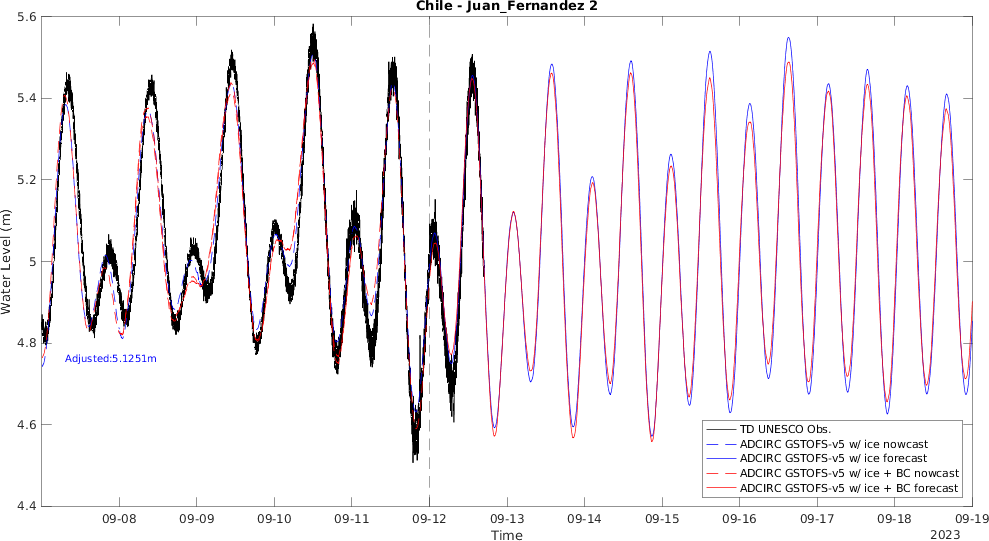 Chile - Juan_Fernandez 2
5.6
5.4
5.2
5
4.8
4.6
4.4
Water Level (m)
Adjusted:5.1251m
TD UNESCO Obs.
ADCIRC GSTOFS-v5 w/ ice nowcast
ADCIRC GSTOFS-v5 w/ ice forecast
ADCIRC GSTOFS-v5 w/ ice + BC nowcast
ADCIRC GSTOFS-v5 w/ ice + BC forecast
09-08 09-09 09-10 09-11 09-12 09-13 09-14 09-15 09-16 09-17 09-18 09-19
Time
2023